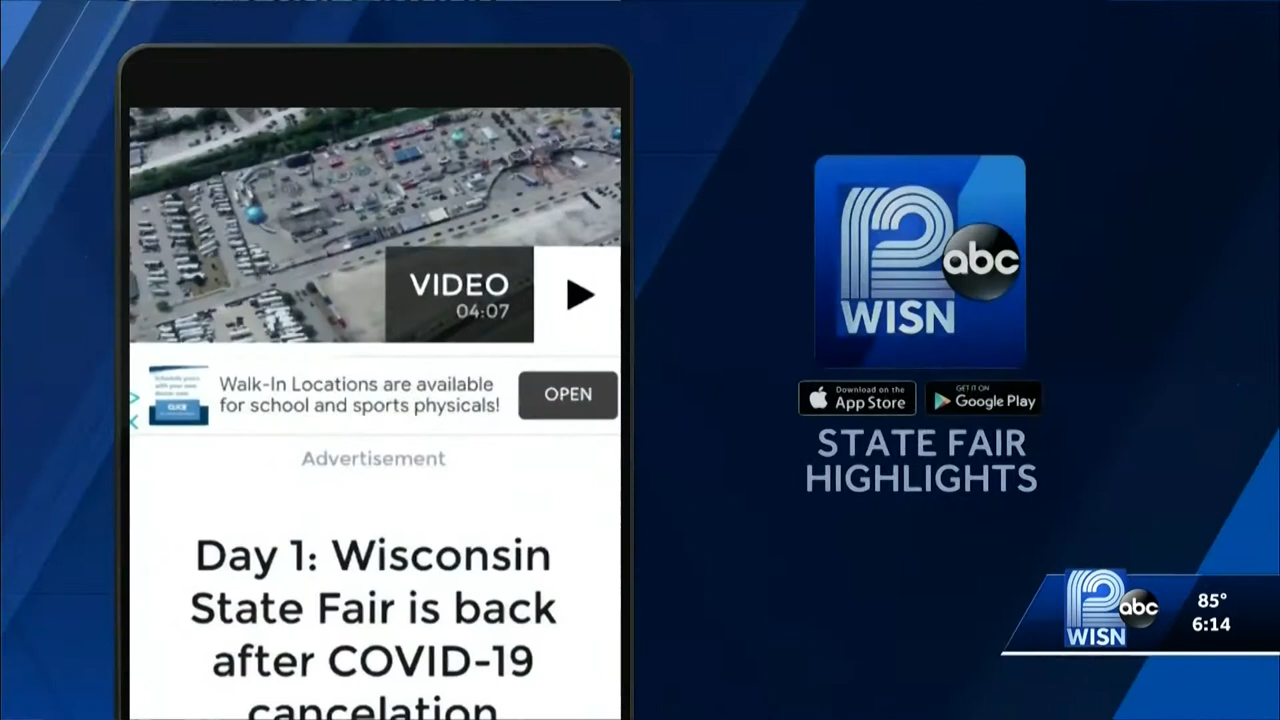 VIDEO
04:07
Walk-In Locations are available
for school and sports physicals!
OPEN
CLICK
Advertisement
Day 1: Wisconsin
State Fair is back
after COVID-19
cancelation
12
abc
WISN
Download on the
App Store
GET IT ON
Google Play
STATE FAIR
HIGHLIGHTS
12
abc
WISN
85°
6:14